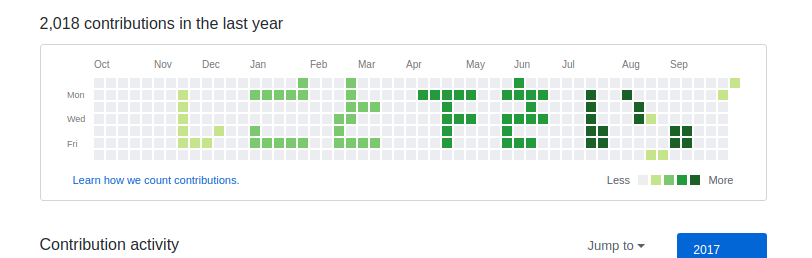 2,018 contributions in the last year
Oct Nov Dec Jan Feb Mar Apr May Jun Jul Aug Sep
Mon
Wed
Fri
Learn how we count contributions. Less More
Contribution activity Jump to 2017